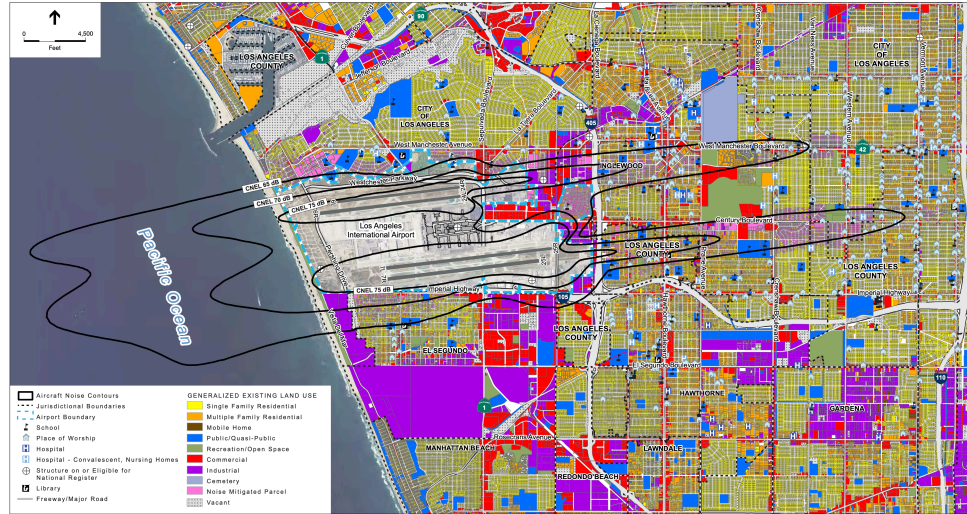 0
4,500
Feet
90
1
LOS ANGELES
COUNTY
CITY
OF
LOS ANGELES
CITY
OF
LOS ANGELES
405
West Manchester Avenue
West Manchester Boulevard
42
INGLEWOOD
Westchester Parkway
CNEL 65 dB
CNEL 70 dB
CNEL 75 dB
Los Angeles
International Airport
Century Boulevard
LOS ANGELES
COUNTY
LOS ANGELES
COUNTY
Pacific Ocean
CNEL 75 dB
Imperial Highway
Imperial Highway
105
LOS ANGELES
COUNTY
EL SEGUNDO
El Segundo Boulevard
110
HAWTHORNE
GARDENA
1
Rosecrans Avenue
MANHATTAN BEACH
LAWNDALE
REDONDO BEACH
Aircraft Noise Contours
Jurisdictional Boundaries
Airport Boundary
School
Place of Worship
Hospital
Hospital - Convalescent, Nursing Homes
Structure on or Eligible for
National Register
Library
Freeway/Major Road
GENERALIZED EXISTING LAND USE
Single Family Residential
Multiple Family Residential
Mobile Home
Public/Quasi-Public
Recreation/Open Space
Commercial
Industrial
Cemetery
Noise Mitigated Parcel
Vacant